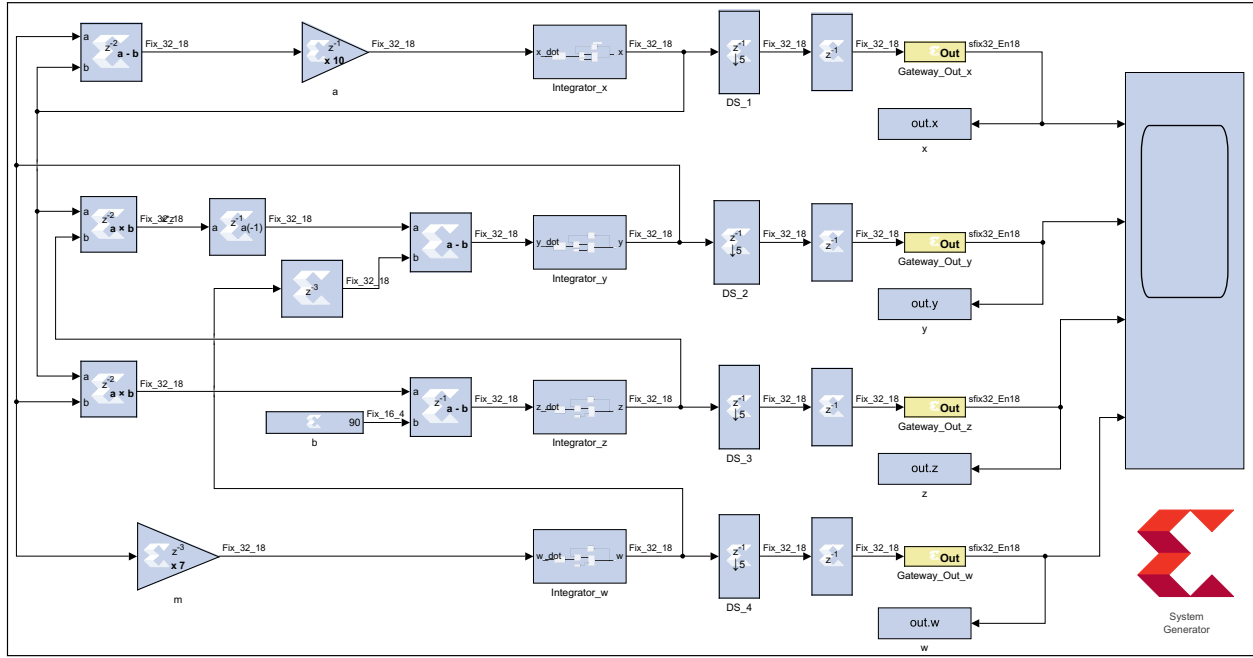 a
b
z-2
a - b
Fix_32_18
z-1
x 10
a
Fix_32_18
x_dot
x
Integrator_x
Fix_32_18
z-1
↓5
DS_1
Fix_32_18
z-1
Fix_32_18
Out
Gateway_Out_x
sfix32_En18
out.x
x
a
b
z-2
a × b
Fix_32_18
a
z-1
a(-1)
Fix_32_18
a
b
a - b
Fix_32_18
z-3
Fix_32_18
y_dot
y
Integrator_y
Fix_32_18
z-1
↓5
DS_2
Fix_32_18
z-1
Fix_32_18
Out
Gateway_Out_y
sfix32_En18
out.y
y
a
b
z-2
a × b
Fix_32_18
90
b
Fix_16_4
a
b
z-1
a - b
Fix_32_18
z_dot
z
Integrator_z
Fix_32_18
z-1
↓5
DS_3
Fix_32_18
z-1
Fix_32_18
Out
Gateway_Out_z
sfix32_En18
out.z
z
z-3
x 7
m
Fix_32_18
w_dot
w
Integrator_w
Fix_32_18
z-1
↓5
DS_4
Fix_32_18
z-1
Fix_32_18
Out
Gateway_Out_w
sfix32_En18
out.w
w
System
Generator